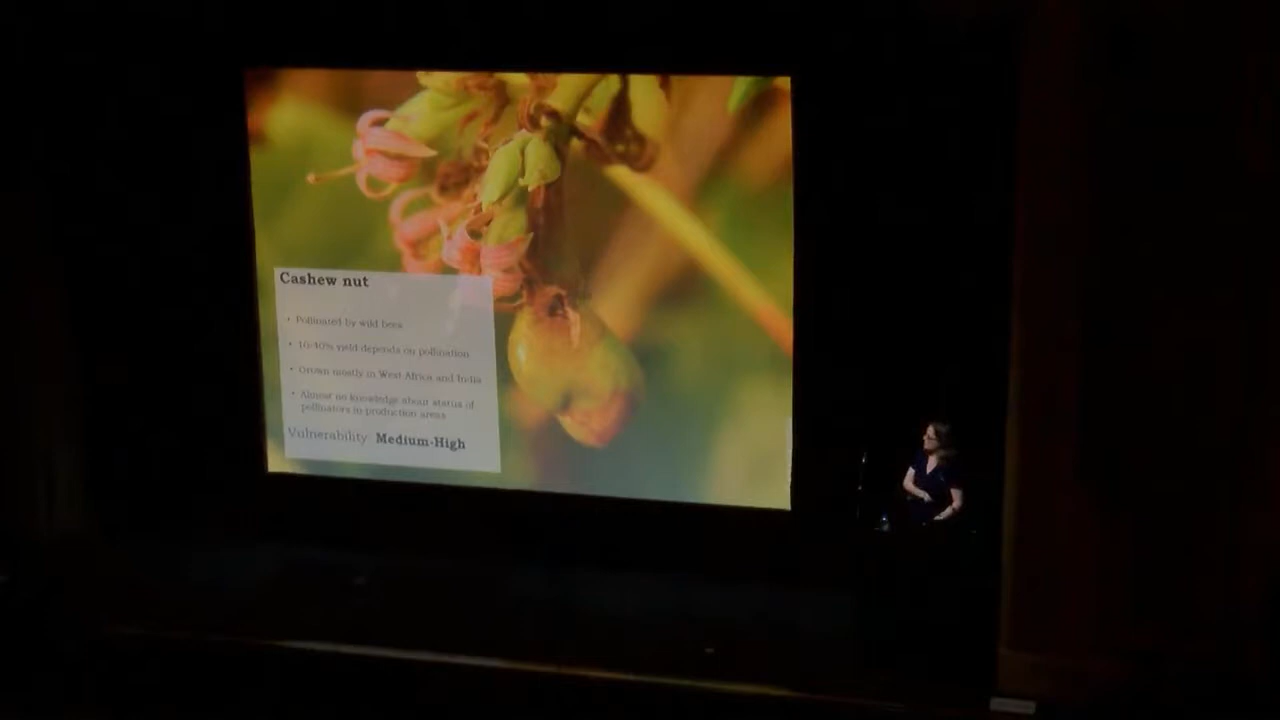 Cashew nut
• Pollinated by wild bees
• 10-40% yield depends on pollination
• Grown mostly in West Africa and India
• Almost no knowledge about status of
pollinators in production areas
Vulnerability Medium-High